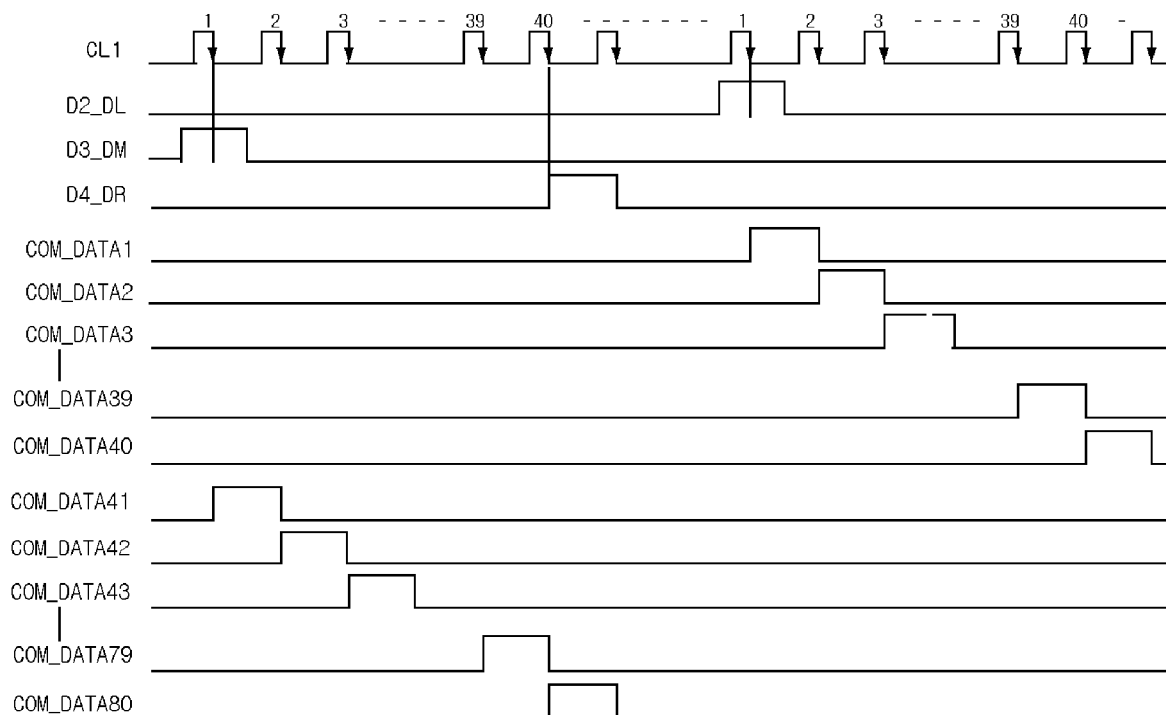 1 2 3 - - - - 39 40 - - - - - - - 1 2 3 - - - - 39 40 -
CL1
D2_DL
D3_DM
D4_DR
COM_DATA1
COM_DATA2
COM_DATA3
COM_DATA39
COM_DATA40
COM_DATA41
COM_DATA42
COM_DATA43
COM_DATA79
COM_DATA80